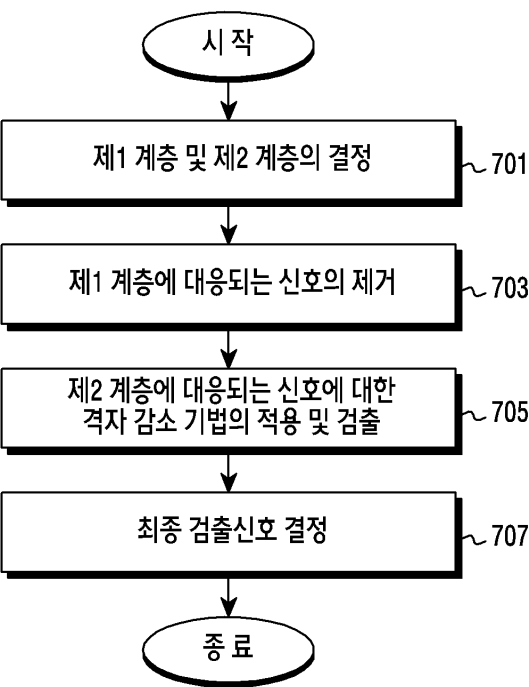 시 작
제1 계층 및 제2 계층의 결정
701
제1 계층에 대응되는 신호의 제거
703
제2 계층에 대응되는 신호에 대한
격자 감소 기법의 적용 및 검출
705
최종 검출신호 결정
707
종 료